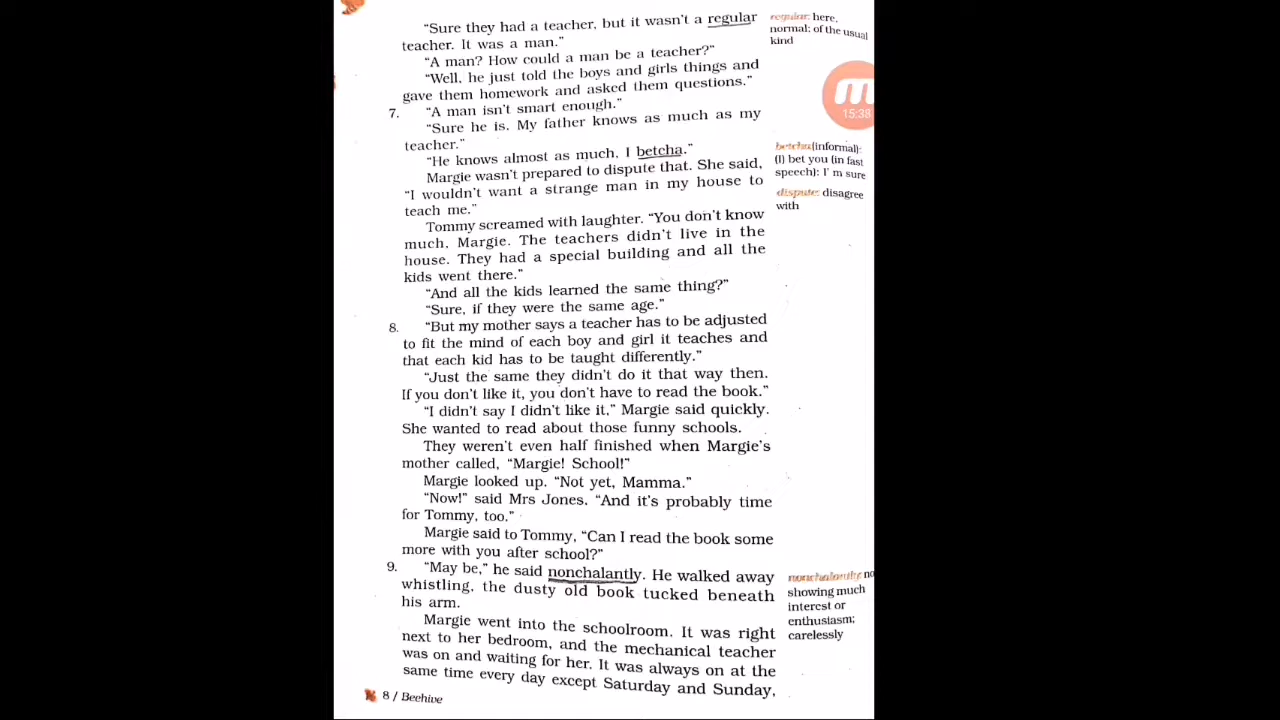 “Sure they had a teacher, but it wasn’t a regular
teacher. It was a man.”
“A man? How could a man be a teacher?”
“Well, he just told the boys and girls things and
gave them homework and asked them questions.”
7. “A man isn’t smart enough.”
“Sure he is. My father knows as much as my
teacher.”
“He knows almost as much, I betcha.”
Margie wasn’t prepared to dispute that. She said,
“I wouldn’t want a strange man in my house to
teach me.”
Tommy screamed with laughter. “You don’t know
much, Margie. The teachers didn’t live in the
house. They had a special building and all the
kids went there.”
“And all the kids learned the same thing?”
“Sure, if they were the same age.”
8. “But my mother says a teacher has to be adjusted
to fit the mind of each boy and girl it teaches and
that each kid has to be taught differently.”
“Just the same they didn’t do it that way then.
If you don’t like it, you don’t have to read the book.”
“I didn’t say I didn’t like it,” Margie said quickly.
She wanted to read about those funny schools.
They weren’t even half finished when Margie’s
mother called, “Margie! School!”
Margie looked up. “Not yet, Mamma.”
“Now!” said Mrs Jones. “And it’s probably time
for Tommy, too.”
Margie said to Tommy, “Can I read the book some
more with you after school?”
9. “May be,” he said nonchalantly. He walked away
whistling, the dusty old book tucked beneath
his arm.
Margie went into the schoolroom. It was right
next to her bedroom, and the mechanical teacher
was on and waiting for her. It was always on at the
same time every day except Saturday and Sunday,
8 / Beehive
regular: here,
normal; of the usual
kind
15:38
betcha (informal):
(I) bet you (in fast
speech): I’ m sure
dispute: disagree
with
nonchalantly: no
showing much
interest or
enthusiasm;
carelessly